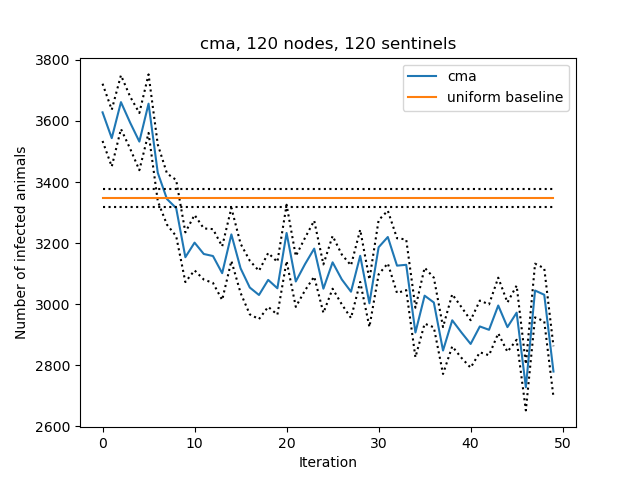 cma, 120 nodes, 120 sentinels
cma
uniform baseline
Number of infected animals
3800
3600
3400
3200
3000
2800
2600
0 10 20 30 40 50
Iteration